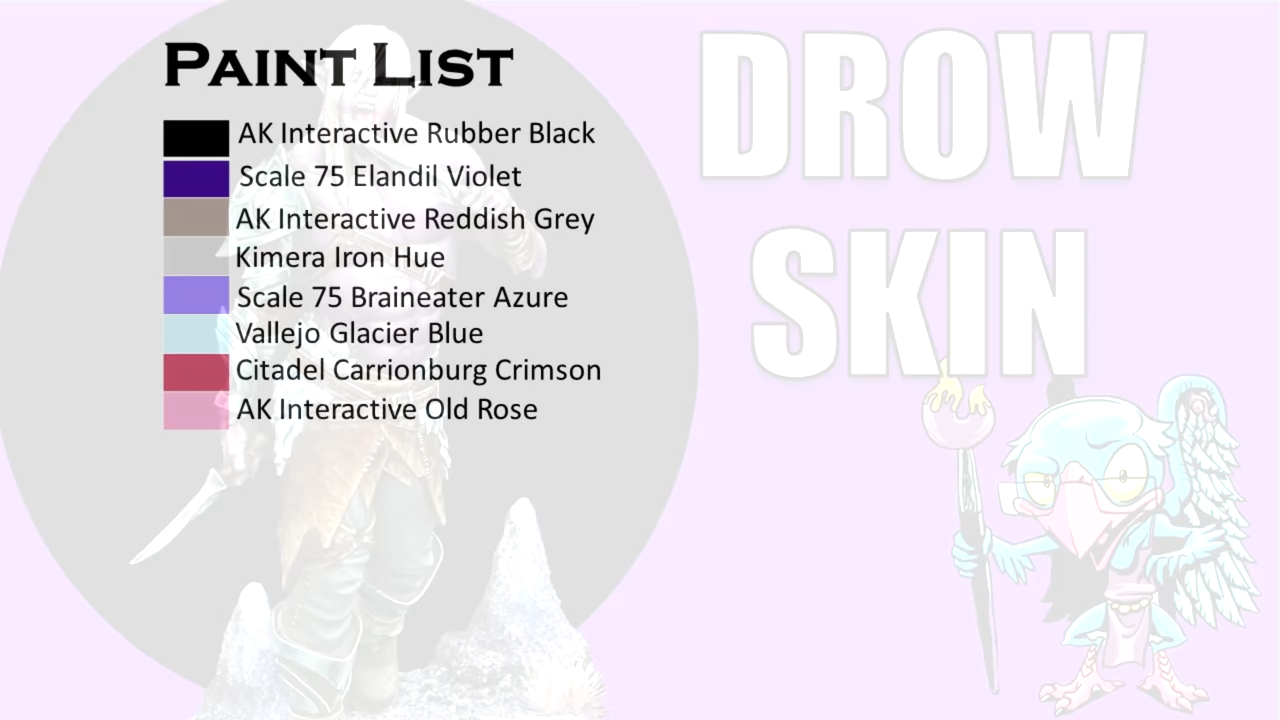 PAINT LIST
AK Interactive Rubber Black
Scale 75 Elandil Violet
AK Interactive Reddish Grey
Kimera Iron Hue
Scale 75 Braineater Azure
Vallejo Glacier Blue
Citadel Carrionburg Crimson
AK Interactive Old Rose
DROW
SKIN